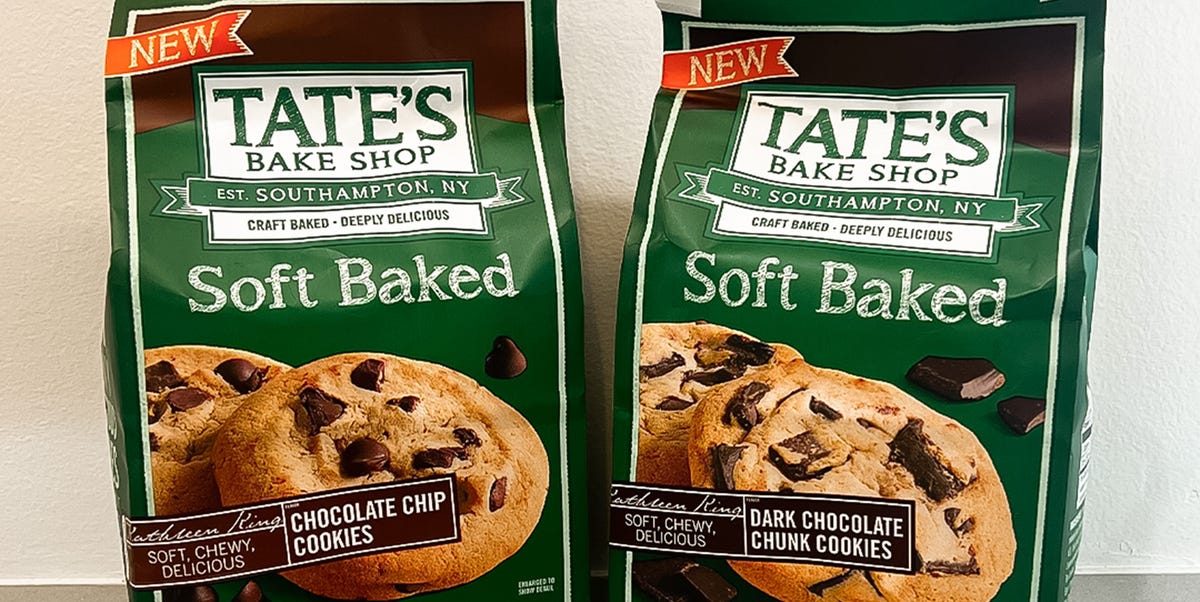 NEW
TATE'S
BAKE SHOP
EST. SOUTHAMPTON, NY
CRAFT BAKED - DEEPLY DELICIOUS
Soft Baked
Kathleen King
SOFT, CHEWY,
DELICIOUS
CHOCOLATE CHIP
COOKIES
ENLARGED TO
SHOW DETAIL
NEW
TATE'S
BAKE SHOP
EST. SOUTHAMPTON, NY
CRAFT BAKED - DEEPLY DELICIOUS
Soft Baked
Kathleen King
SOFT, CHEWY,
DELICIOUS
DARK CHOCOLATE
CHUNK COOKIES